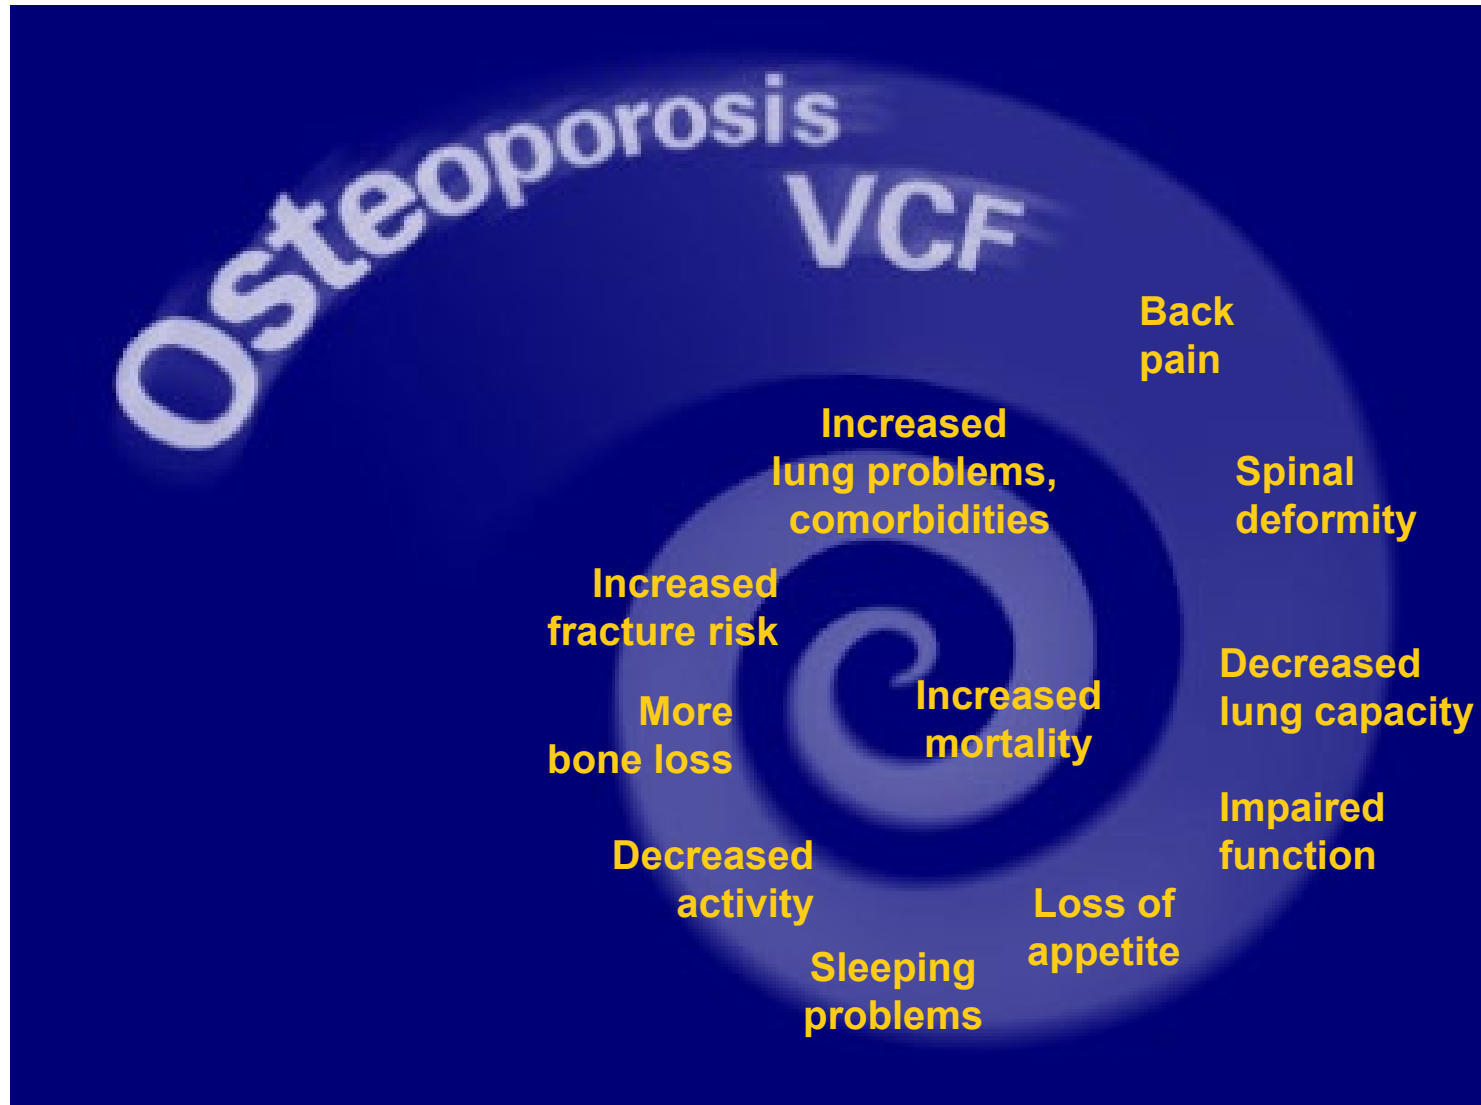 Osteoporosis
VCF
Back
pain
Spinal
deformity
Decreased
lung capacity
Impaired
function
Loss of
appetite
Sleeping
problems
Decreased
activity
More
bone loss
Increased
fracture risk
Increased
lung problems,
comorbidities
Increased
mortality